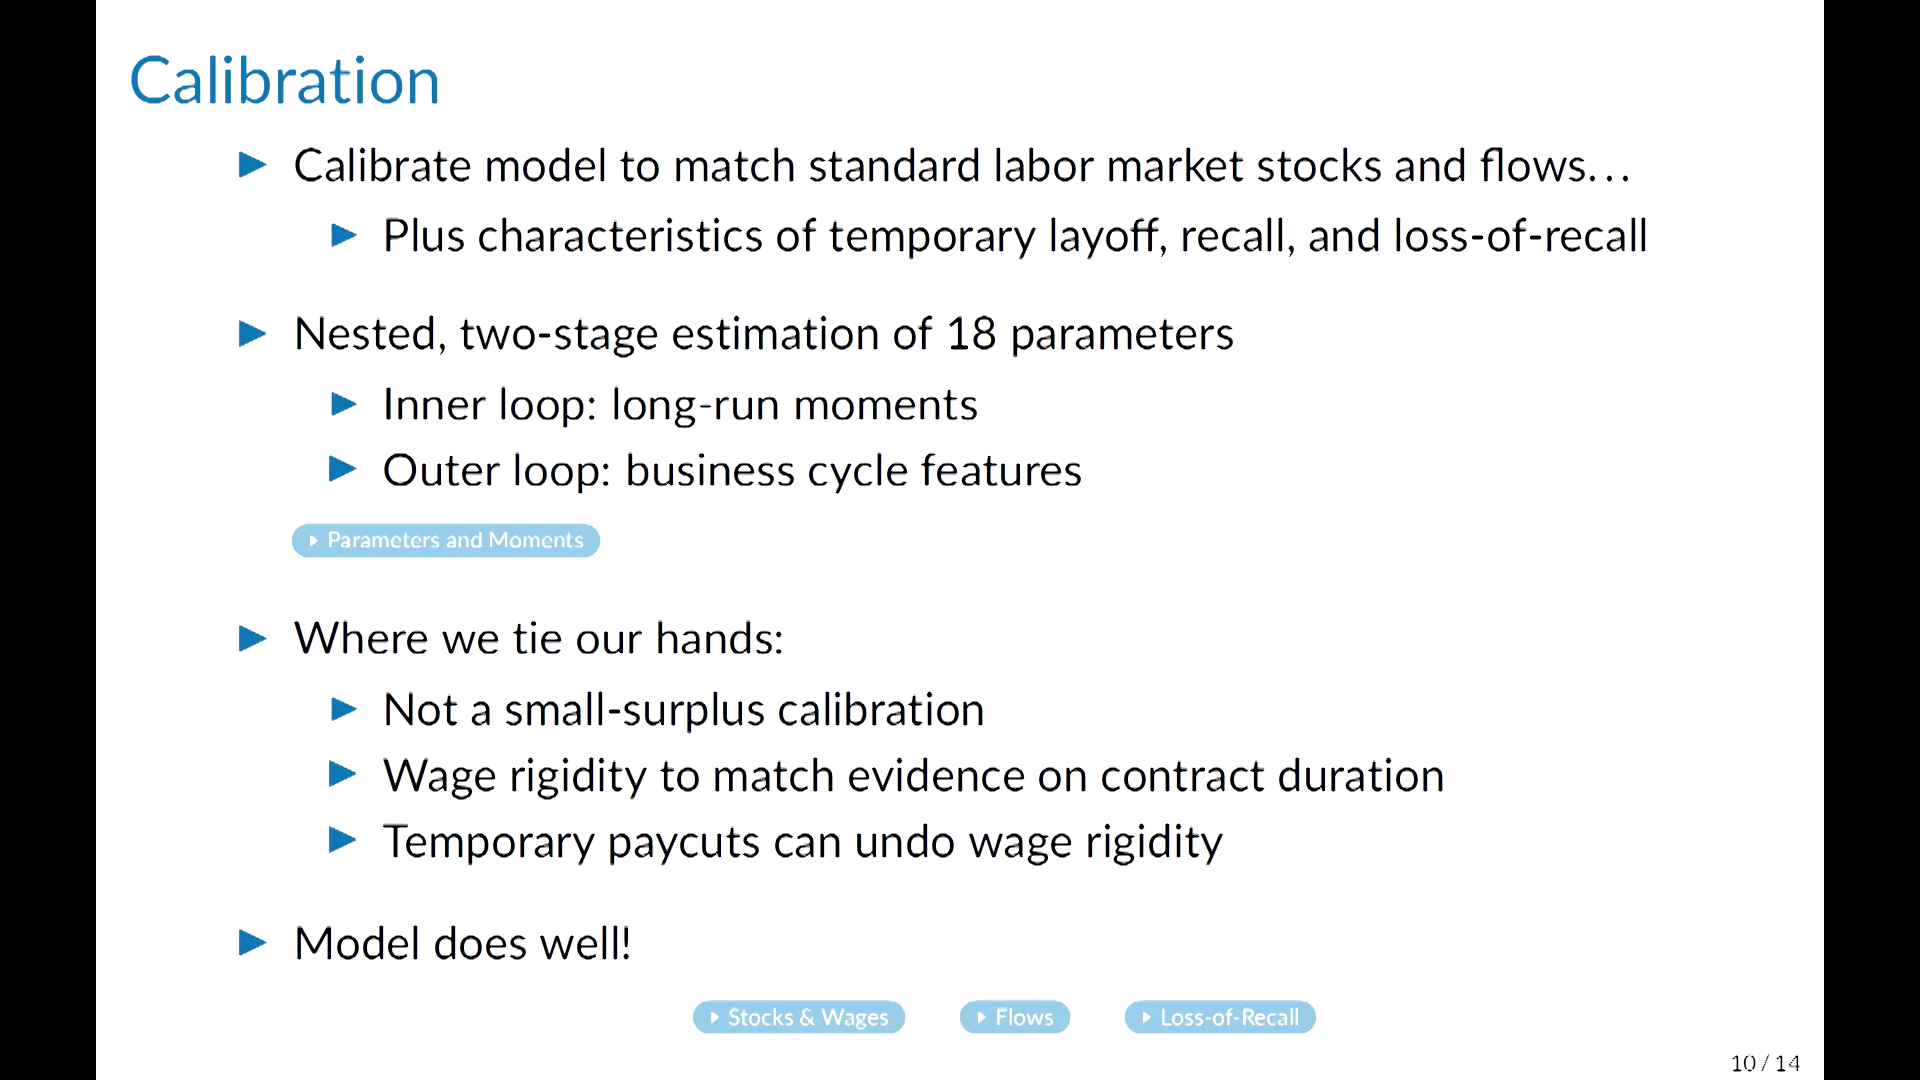 Calibration
Calibrate model to match standard labor market stocks and flows…
Plus characteristics of temporary layoff, recall, and loss-of-recall
Nested, two-stage estimation of 18 parameters
Inner loop: long-run moments
Outer loop: business cycle features
Parameters and Moments
Where we tie our hands:
Not a small-surplus calibration
Wage rigidity to match evidence on contract duration
Temporary paycuts can undo wage rigidity
Model does well!
Stocks & Wages Flows Loss-of-Recall
10 / 14